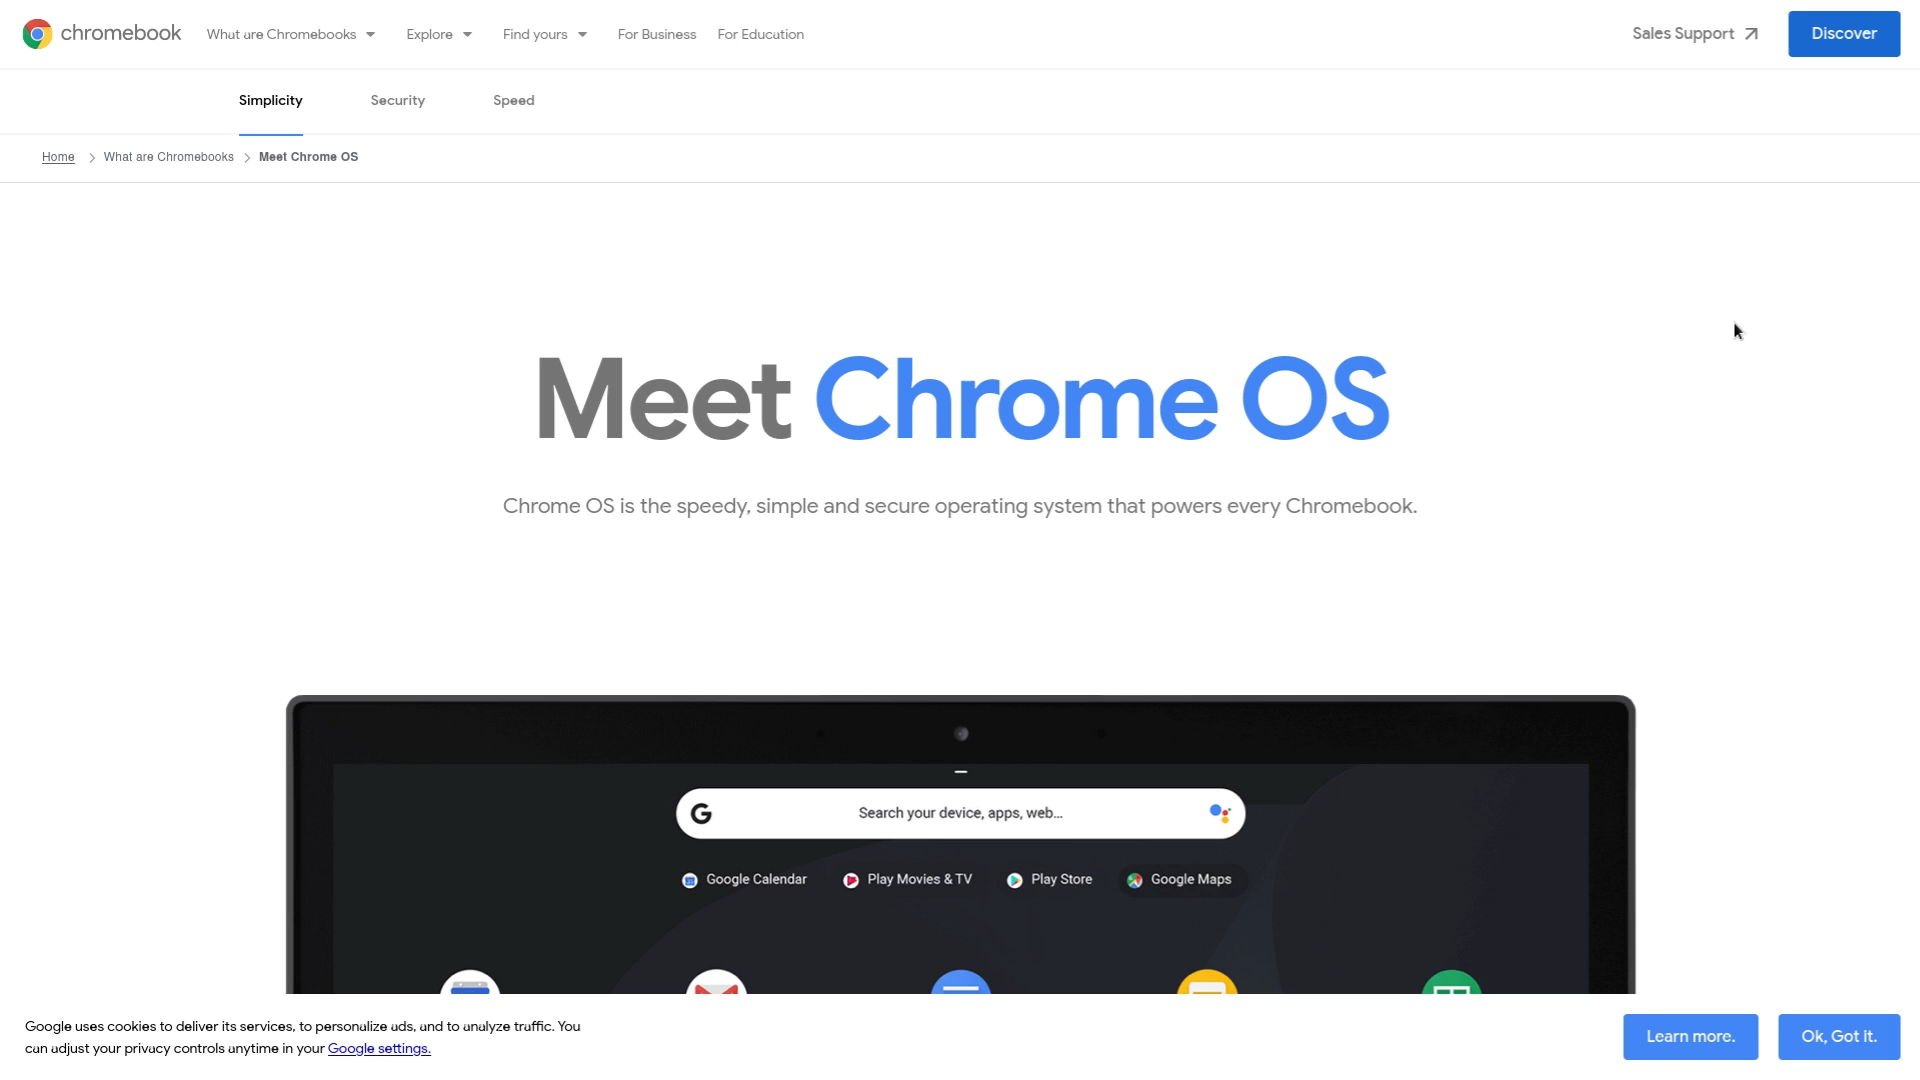 chromebook
What are Chromebooks
Explore
Find yours
For Business
For Education
Sales Support
Discover
Simplicity
Security
Speed
Home > What are Chromebooks > Meet Chrome OS
Meet Chrome OS
Chrome OS is the speedy, simple and secure operating system that powers every Chromebook.
Search your device, apps, web...
Google Calendar
Play Movies & TV
Play Store
Google Maps
Google uses cookies to deliver its services, to personalize ads, and to analyze traffic. You
can adjust your privacy controls anytime in your Google settings.
Learn more.
Ok, Got it.